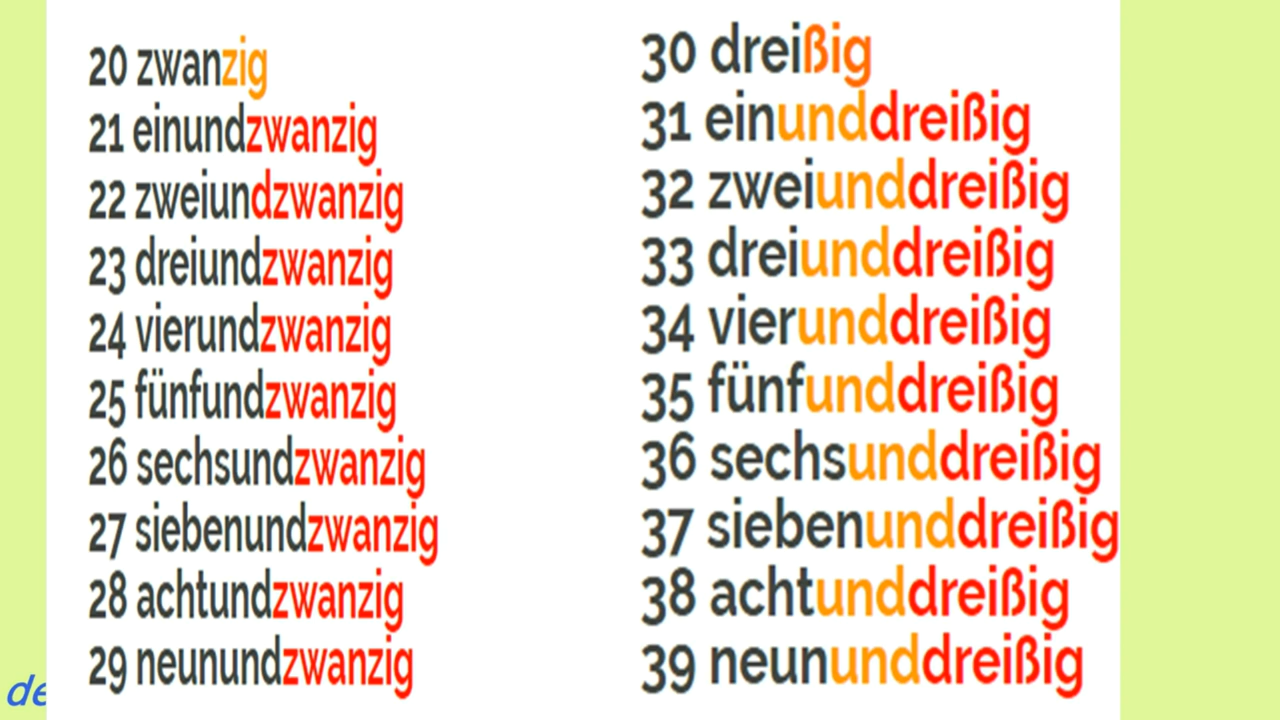 20 zwanzig
21 einundzwanzig
22 zweiundzwanzig
23 dreiundzwanzig
24 vierundzwanzig
25 fünfundzwanzig
26 sechsundzwanzig
27 siebenundzwanzig
28 achtundzwanzig
29 neunundzwanzig
30 dreißig
31 einunddreißig
32 zweiunddreißig
33 dreiunddreißig
34 vierunddreißig
35 fünfunddreißig
36 sechsunddreißig
37 siebenunddreißig
38 achtunddreißig
39 neununddreißig